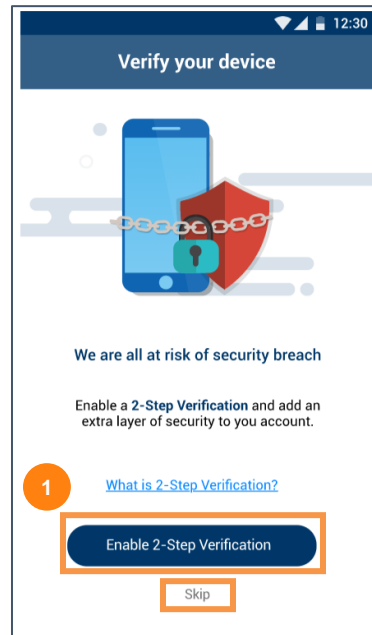 12:30
Verify your device
We are all at risk of security breach
Enable a 2-Step Verification and add an
extra layer of security to you account.
1
What is 2-Step Verification?
Enable 2-Step Verification
Skip